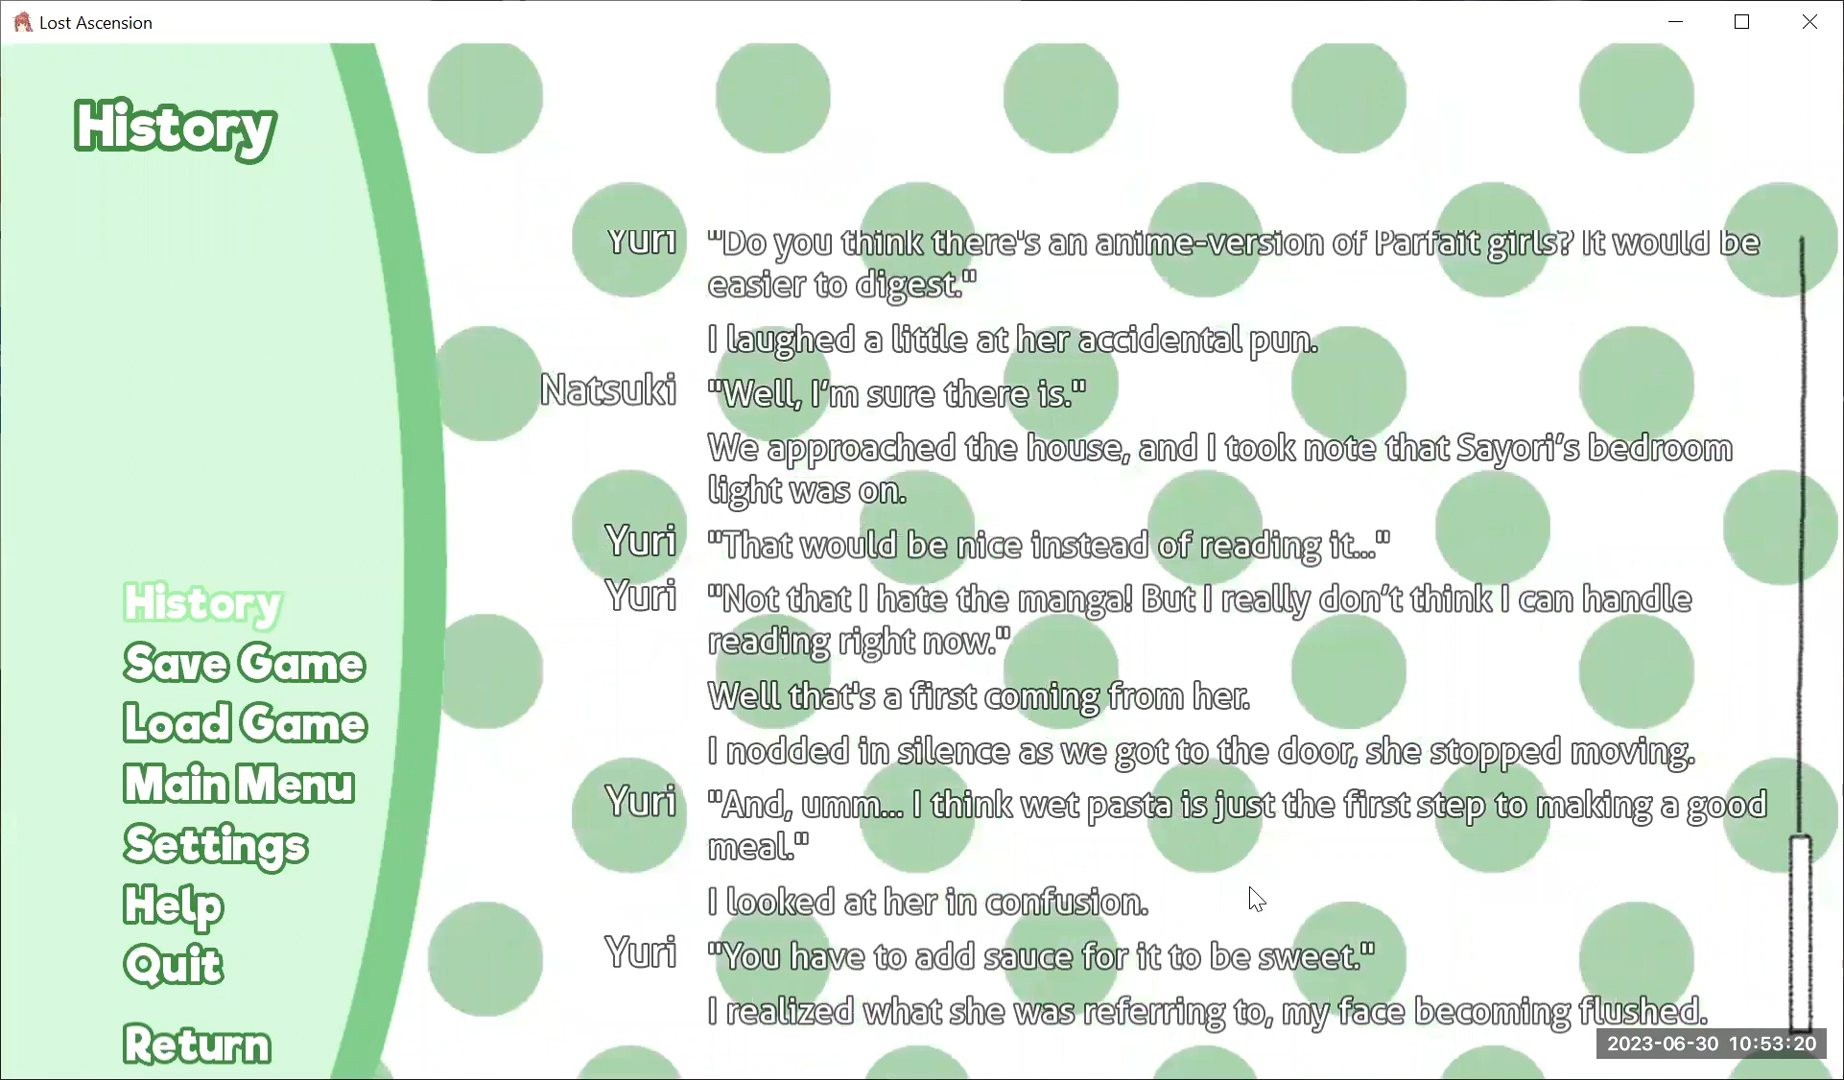 Lost Ascension
History
Yuri "Do you think there's an anime-version of Parfait girls? It would be
easier to digest."
I laughed a little at her accidental pun.
Natsuki "Well, I’m sure there is."
We approached the house, and I took note that Sayori’s bedroom
light was on.
Yuri "That would be nice instead of reading it..."
Yuri "Not that I hate the manga! But I really don’t think I can handle
reading right now."
Well that's a first coming from her.
I nodded in silence as we got to the door, she stopped moving.
Yuri "And, umm... I think wet pasta is just the first step to making a good
meal."
I looked at her in confusion.
Yuri "You have to add sauce for it to be sweet."
I realized what she was referring to, my face becoming flushed.
History
Save Game
Load Game
Main Menu
Settings
Help
Quit
Return
2023-06-30 10:53:20